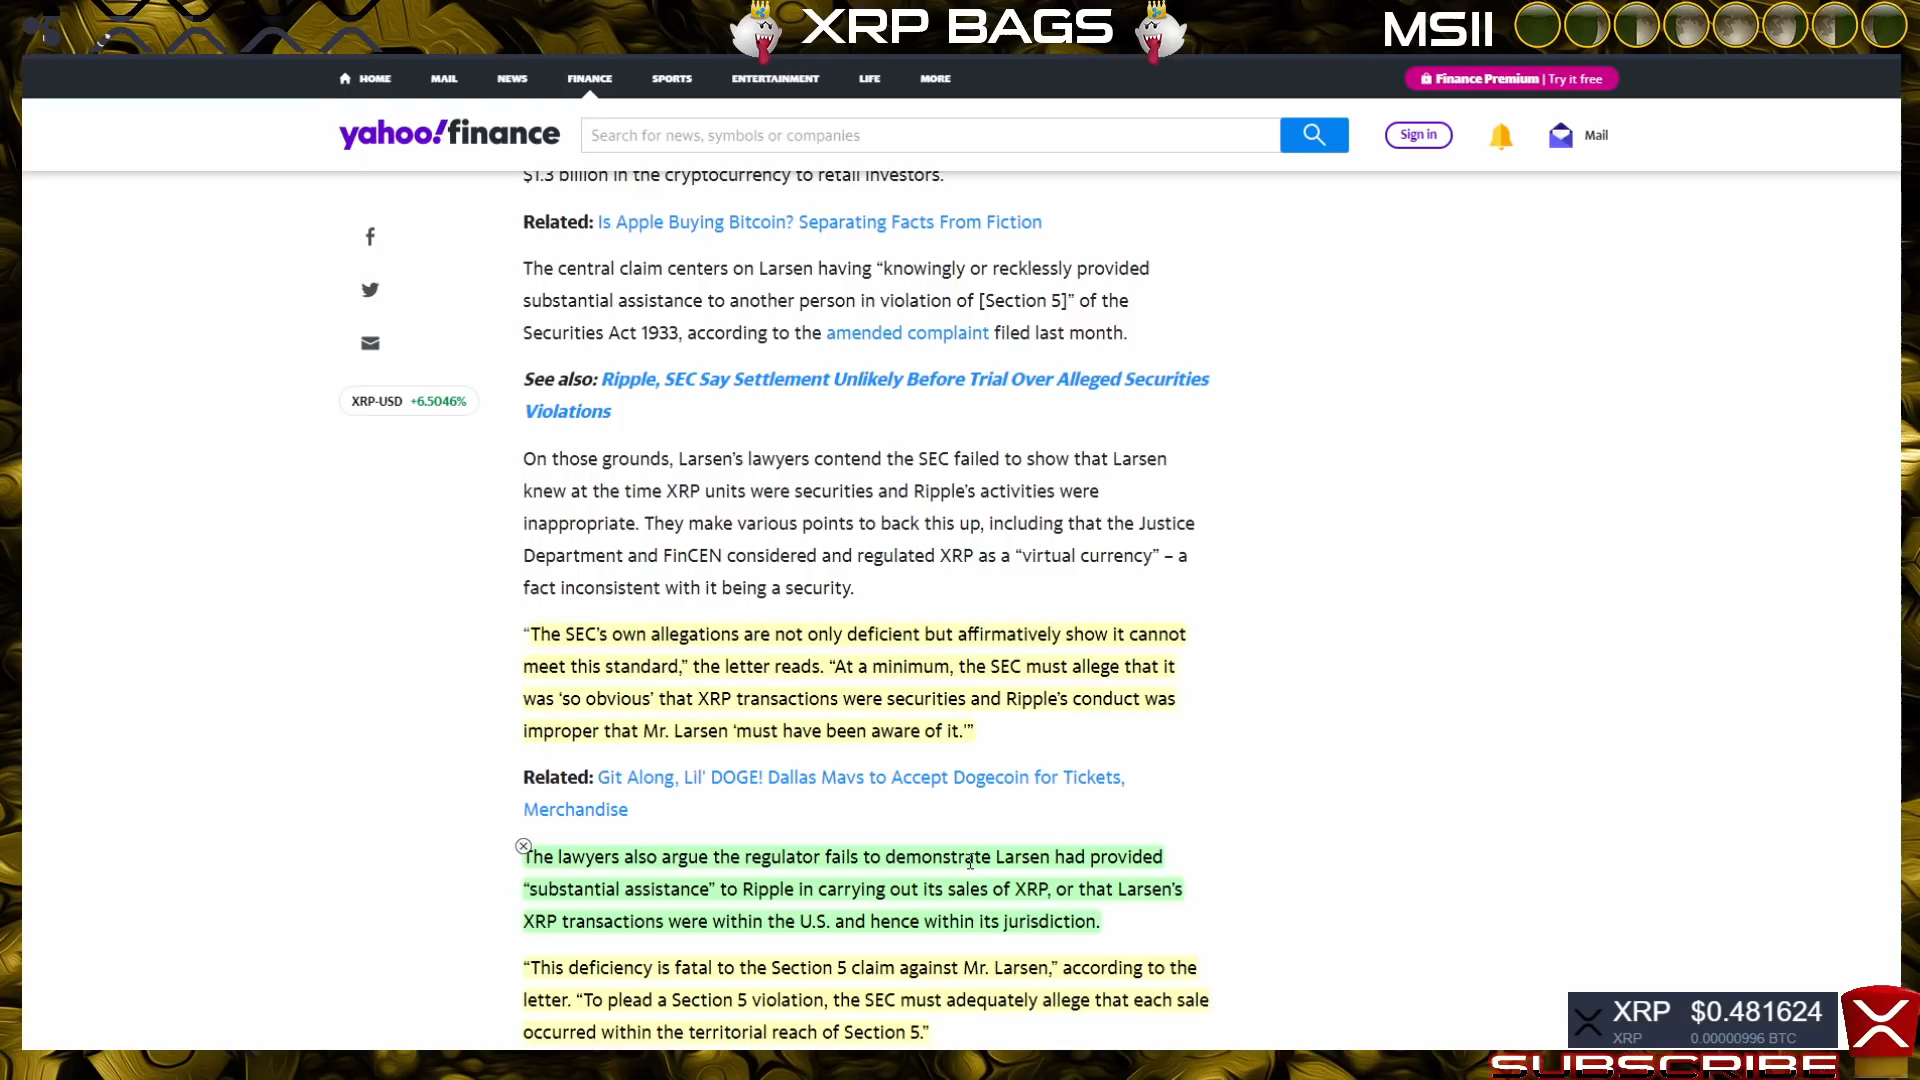 XRP BAGS
MSII
HOME MAIL NEWS FINANCE SPORTS ENTERTAINMENT LIFE MORE
Finance Premium | Try it free
yahoo!finance
Search for news, symbols or companies
Sign in
Mail
$1.3 billion in the cryptocurrency to retail investors.
Related: Is Apple Buying Bitcoin? Separating Facts From Fiction
The central claim centers on Larsen having “knowingly or recklessly provided
substantial assistance to another person in violation of [Section 5]” of the
Securities Act 1933, according to the amended complaint filed last month.
See also: Ripple, SEC Say Settlement Unlikely Before Trial Over Alleged Securities
Violations
XRP-USD +6.5046%
On those grounds, Larsen’s lawyers contend the SEC failed to show that Larsen
knew at the time XRP units were securities and Ripple’s activities were
inappropriate. They make various points to back this up, including that the Justice
Department and FinCEN considered and regulated XRP as a “virtual currency” – a
fact inconsistent with it being a security.
“The SEC’s own allegations are not only deficient but affirmatively show it cannot
meet this standard,” the letter reads. “At a minimum, the SEC must allege that it
was ‘so obvious’ that XRP transactions were securities and Ripple’s conduct was
improper that Mr. Larsen ‘must have been aware of it.’”
Related: Git Along, Lil' DOGE! Dallas Mavs to Accept Dogecoin for Tickets,
Merchandise
The lawyers also argue the regulator fails to demonstrate Larsen had provided
“substantial assistance” to Ripple in carrying out its sales of XRP, or that Larsen’s
XRP transactions were within the U.S. and hence within its jurisdiction.
“This deficiency is fatal to the Section 5 claim against Mr. Larsen,” according to the
letter. “To plead a Section 5 violation, the SEC must adequately allege that each sale
occurred within the territorial reach of Section 5.”
XRP $0.481624
XRP 0.00000996 BTC
SUBSCRIBE